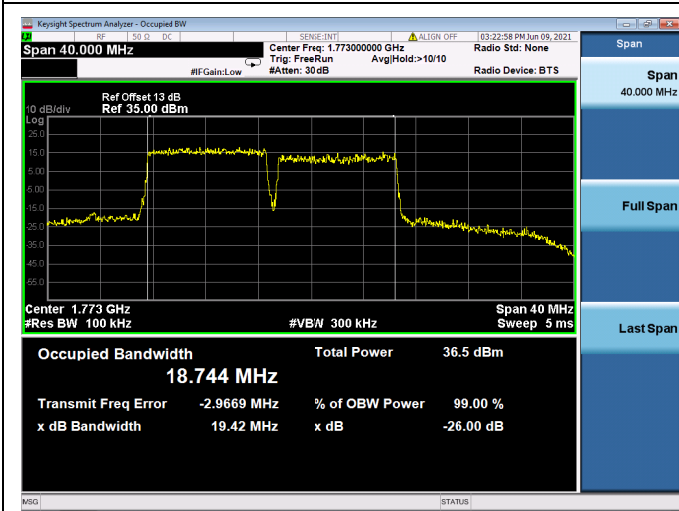 Keysight Spectrum Analyzer - Occupied BW
RF 50 Ω DC SENSE:INT ALIGN OFF 03:22:58 PM Jun 09, 2021
Span 40.000 MHz
Center Freq: 1.773000000 GHz
Radio Std: None
Trig: FreeRun Avg|Hold:>10/10
#IFGain:Low #Atten: 30 dB Radio Device: BTS
Span
Span
40.000 MHz
Full Span
Last Span
Ref Offset 13 dB
10 dB/div Ref 35.00 dBm
Log
25.0
15.0
5.00
-5.00
-15.0
-25.0
-35.0
-45.0
-55.0
Center 1.773 GHz Span 40 MHz
#Res BW 100 kHz #VBW 300 kHz Sweep 5 ms
Occupied Bandwidth Total Power 36.5 dBm
18.744 MHz
Transmit Freq Error -2.9669 MHz % of OBW Power 99.00 %
x dB Bandwidth 19.42 MHz x dB -26.00 dB
MSG STATUS